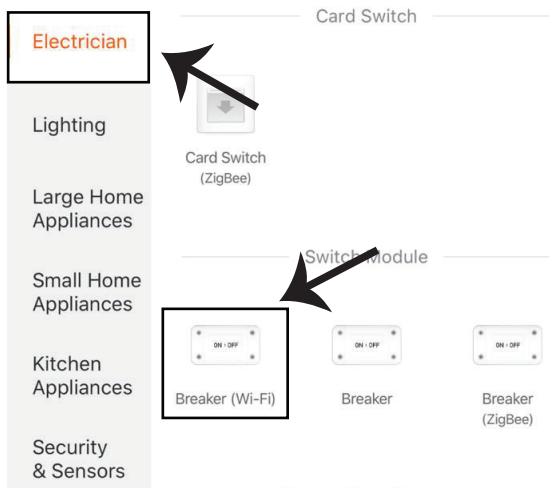 Electrician
Lighting
Large Home
Appliances
Small Home
Appliances
Kitchen
Appliances
Security
& Sensors
Card Switch
Card Switch
(ZigBee)
Switch Module
ON OFF
Breaker (Wi-Fi)
ON OFF
Breaker
ON OFF
Breaker
(ZigBee)